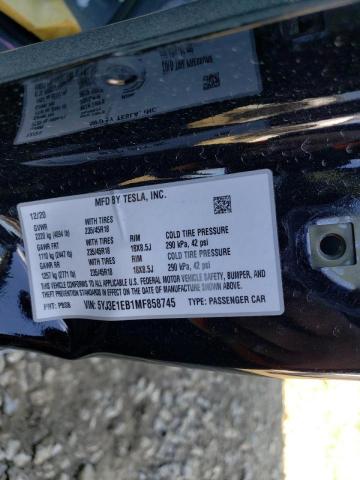 MFD BY TESLA, INC.
12/20
GVWR WITH TIRES RIM COLD TIRE PRESSURE
2220 kg (4894 lb) 235/45R18 18X8.5J 290 kPa, 42 psi
GAWR FRT WITH TIRES RIM COLD TIRE PRESSURE
1110 kg (2447 lb) 235/45R18 18X8.5J 290 kPa, 42 psi
GAWR RR WITH TIRES
1257 kg (2771 lb) 235/45R18
THIS VEHICLE CONFORMS TO ALL APPLICABLE U.S. FEDERAL MOTOR VEHICLE SAFETY, BUMPER, AND
THEFT PREVENTION STANDARDS IN EFFECT ON THE DATE OF MANUFACTURE SHOWN ABOVE.
VIN: 5YJ3E1EB1MF858745 TYPE: PASSENGER CAR
PNT: